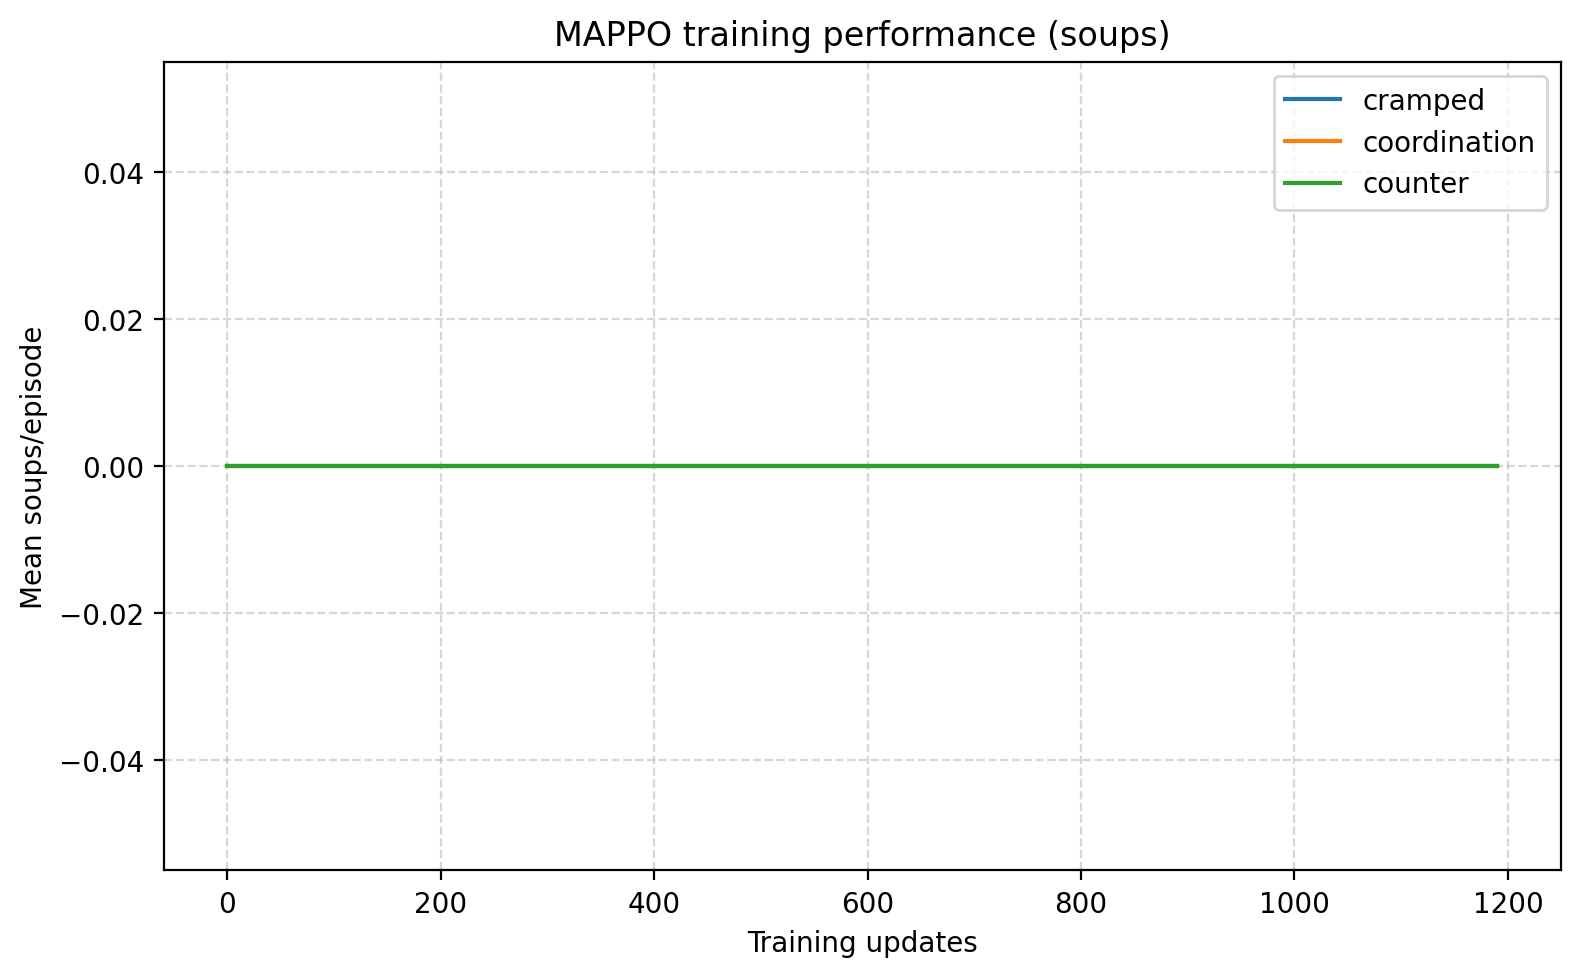 MAPPO training performance (soups)
cramped
coordination
counter
Mean soups/episode
0.04
0.02
0.00
−0.02
−0.04
0 200 400 600 800 1000 1200
Training updates